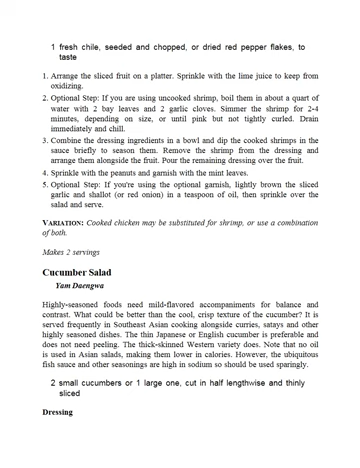 1 fresh chile, seeded and chopped, or dried red pepper flakes, to
taste
1. Arrange the sliced fruit on a platter. Sprinkle with the lime juice to keep from
oxidizing.
2. Optional Step: If you are using uncooked shrimp, boil them in about a quart of
water with 2 bay leaves and 2 garlic cloves. Simmer the shrimp for 2-4
minutes, depending on size, or until pink but not tightly curled. Drain
immediately and chill.
3. Combine the dressing ingredients in a bowl and dip the cooked shrimps in the
sauce briefly to season them. Remove the shrimp from the dressing and
arrange them alongside the fruit. Pour the remaining dressing over the fruit.
4. Sprinkle with the peanuts and garnish with the mint leaves.
5. Optional Step: If you're using the optional garnish, lightly brown the sliced
garlic and shallot (or red onion) in a teaspoon of oil, then sprinkle over the
salad and serve.
VARIATION: Cooked chicken may be substituted for shrimp, or use a combination
of both.
Makes 2 servings
Cucumber Salad
Yam Daengwa
Highly-seasoned foods need mild-flavored accompaniments for balance and
contrast. What could be better than the cool, crisp texture of the cucumber? It is
served frequently in Southeast Asian cooking alongside curries, satays and other
highly seasoned dishes. The thin Japanese or English cucumber is preferable and
does not need peeling. The thick-skinned Western variety does. Note that no oil
is used in Asian salads, making them lower in calories. However, the ubiquitous
fish sauce and other seasonings are high in sodium so should be used sparingly.
2 small cucumbers or 1 large one, cut in half lengthwise and thinly
sliced
Dressing